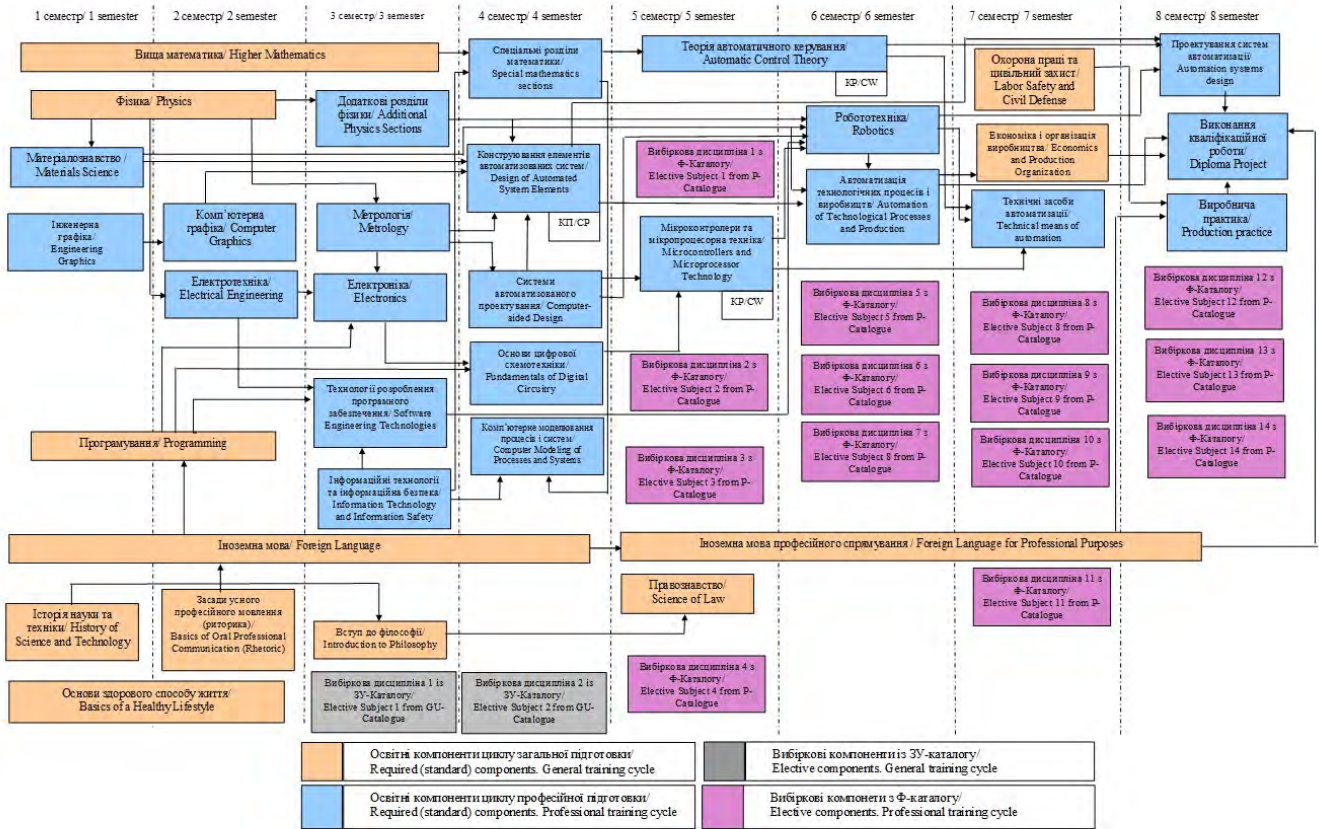 1 семестр/ 1 semester
2 семестр/ 2 semester
3 семестр/ 3 semester
4 семестр/ 4 semester
5 семестр/ 5 semester
6 семестр/ 6 semester
7 семестр/ 7 semester
8 семестр/ 8 semester
Вища математика/ Higher Mathematics
Фізика/ Physics
Матеріалознавство /
Materials Science
Інженерна
графіка/
Engineering
Graphics
Комп'ютерна
графіка/ Computer
Graphics
Електротехніка/
Electrical Engineering
Додаткові розділи
фізики/ Additional
Physics Sections
Метрологія/
Metrology
Електроніка/
Electronics
Технології розроблення
програмного
забезпечення/ Software
Engineering Technologies
Програмування/ Programming
Інформаційні технології
та інформаційна безпека/
Information Technology
and Information Safety
Спеціальні розділи
математики/
Special mathematics
sections
Конструювання елементів
автоматизованих систем/
Design of Automated
System Elements
КП/СР
Системи
автоматизованого
проектування/ Computer-
aided Design
Основи цифрової
схемотехніки/
Fundamentals of Digital
Circuitry
Комп'ютерне моделювання
процесів і систем/
Computer Modeling
of Processes and Systems
Теорія автоматичного керування/
Automatic Control Theory
КР/CW
Вибіркова дисципліна 1 з
Ф-Каталогу/
Elective Subject 1 from P-
Catalogue
Мікроконтролери та
мікропроцесорна техніка/
Microcontrollers and
Microprocessor
Technology
КР/CW
Вибіркова дисципліна 2 з
Ф-Каталогу/
Elective Subject 2 from P-
Catalogue
Вибіркова дисципліна 3 з
Ф-Каталогу/
Elective Subject 3 from P-
Catalogue
Робототехніка/
Robotics
Автоматизація
технологічних процесів і
виробництв/ Automation
of Technological Processes
and Production
Вибіркова дисципліна 5 з
Ф-Каталогу/
Elective Subject 5 from P-
Catalogue
Вибіркова дисципліна 6 з
Ф-Каталогу/
Elective Subject 6 from P-
Catalogue
Вибіркова дисципліна 7 з
Ф-Каталогу/
Elective Subject 8 from P-
Catalogue
Охорона праці та
цивільний захист/
Labor Safety and
Civil Defense
Економіка і організація
виробництва/ Economics
and Production
Organization
Технічні засоби
автоматизації/
Technical means of
automation
Вибіркова дисципліна 8 з
Ф-Каталогу/
Elective Subject 8 from P-
Catalogue
Вибіркова дисципліна 9 з
Ф-Каталогу/
Elective Subject 9 from P-
Catalogue
Вибіркова дисципліна 10 з
Ф-Каталогу/
Elective Subject 10 from P-
Catalogue
Проектування систем
автоматизації/
Automation systems
design
Виконання
кваліфікаційної
роботи/
Diploma Project
Виробнича
практика/
Production practice
Вибіркова дисципліна 12 з
Ф-Каталогу/
Elective Subject 12 from P-
Catalogue
Вибіркова дисципліна 13 з
Ф-Каталогу/
Elective Subject 13 from P-
Catalogue
Вибіркова дисципліна 14 з
Ф-Каталогу/
Elective Subject 14 from P-
Catalogue
Іноземна мова/ Foreign Language
Іноземна мова професійного спрямування / Foreign Language for Professional Purposes
Історія науки та
техніки/ History of
Science and Technology
Засади усного
професійного мовлення
(риторика)/
Basics of Oral Professional
Communication (Rhetoric)
Вступ до філософії/
Introduction to Philosophy
Правознавство/
Science of Law
Вибіркова дисципліна 11 з
Ф-Каталогу/
Elective Subject
11 from P-Catalogue
Основи здорового способу життя/
Basics of a Healthy Lifestyle
Вибіркова дисципліна 1 із
ЗУ-Каталогу/
Elective Subject 1 from GU-
Catalogue
Вибіркова дисципліна 2 із
ЗУ-Каталогу/
Elective Subject 2 from GU-
Catalogue
Вибіркова дисципліна 4 з
Ф-Каталогу/
Elective Subject 4 from P-
Catalogue
Освітні компоненти циклу загальної підготовки/
Required (standard) components. General training cycle
Вибіркові компоненти із ЗУ-каталогу/
Elective components. General training cycle
Освітні компоненти циклу професійної підготовки/
Required (standard) components. Professional training cycle
Вибіркові компонети з Ф-каталогу/
Elective components. Professional training cycle